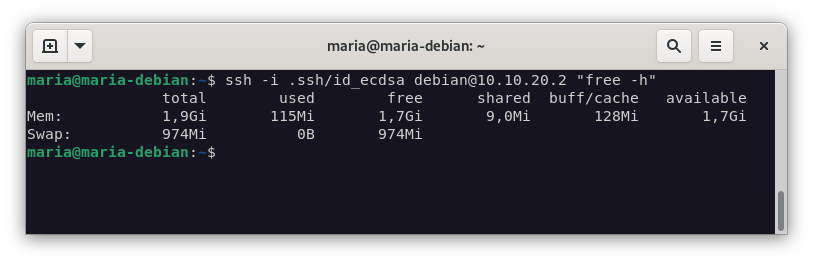 maria@maria-debian: ~
maria@maria-debian:~$ ssh -i .ssh/id_ecdsa debian@10.10.20.2 "free -h"
total used free shared buff/cache available
Mem: 1,9Gi 115Mi 1,7Gi 9,0Mi 128Mi 1,7Gi
Swap: 974Mi 0B 974Mi
maria@maria-debian:~$